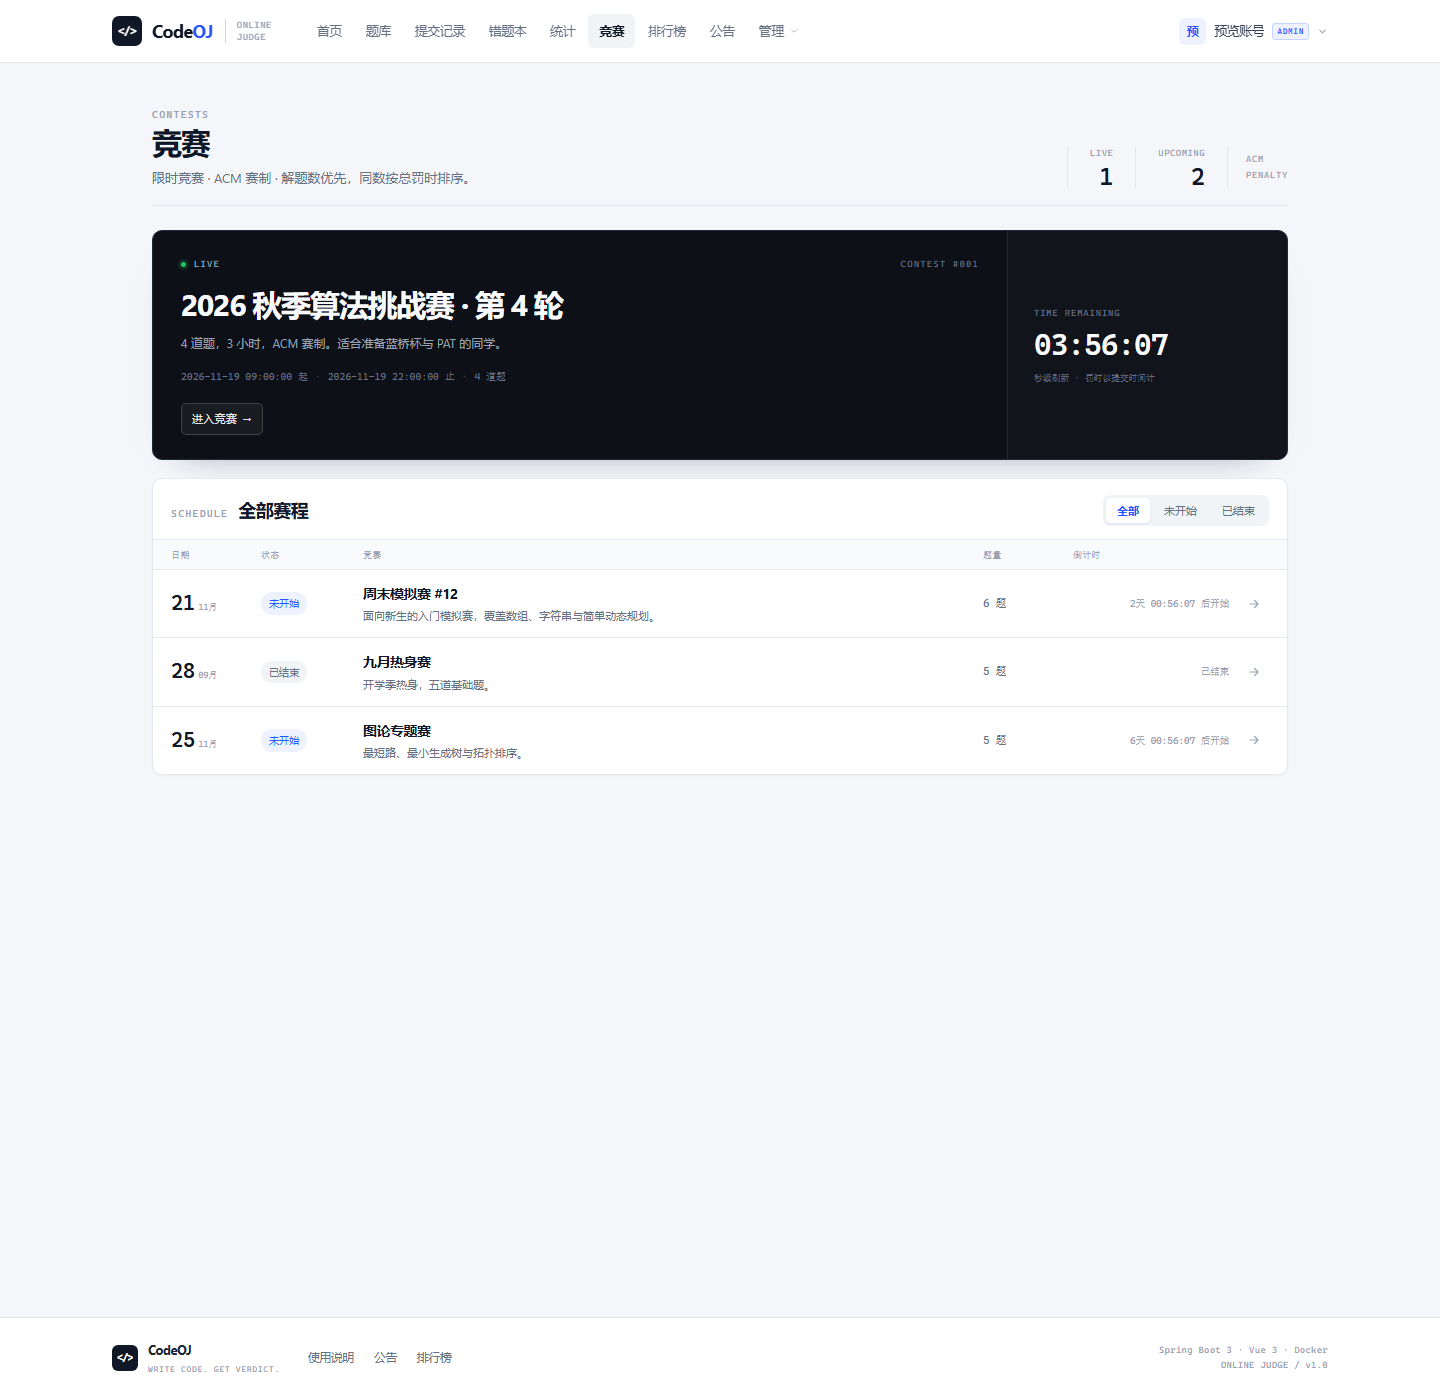 </> CodeOJ ONLINE JUDGE 首页 题库 提交记录 错题本 统计 竞赛 排行榜 公告 管理 预 预览账号 ADMIN
CONTESTS
竞赛
限时竞赛 · ACM 赛制 · 解题数优先，同数按总罚时排序。
LIVE
1
UPCOMING
2
ACM
PENALTY
LIVE
CONTEST #001
2026 秋季算法挑战赛 · 第 4 轮
4 道题，3 小时，ACM 赛制。适合准备蓝桥杯与 PAT 的同学。
2026-11-19 09:00:00 起 · 2026-11-19 22:00:00 止 · 4 道题
进入竞赛 →
TIME REMAINING
03:56:07
秒级刷新 · 罚时以提交时间计
SCHEDULE 全部赛程
全部 未开始 已结束
日期 状态 竞赛 题量 倒计时
21 11月 未开始 周末模拟赛 #12 6 题 2天 00:56:07 后开始 →
面向新生的入门模拟赛，覆盖数组、字符串与简单动态规划。
28 09月 已结束 九月热身赛 5 题 已结束 →
开学季热身，五道基础题。
25 11月 未开始 图论专题赛 5 题 6天 00:56:07 后开始 →
最短路、最小生成树与拓扑排序。
</> CodeOJ
WRITE CODE. GET VERDICT.
使用说明 公告 排行榜
Spring Boot 3 · Vue 3 · Docker
ONLINE JUDGE / v1.0